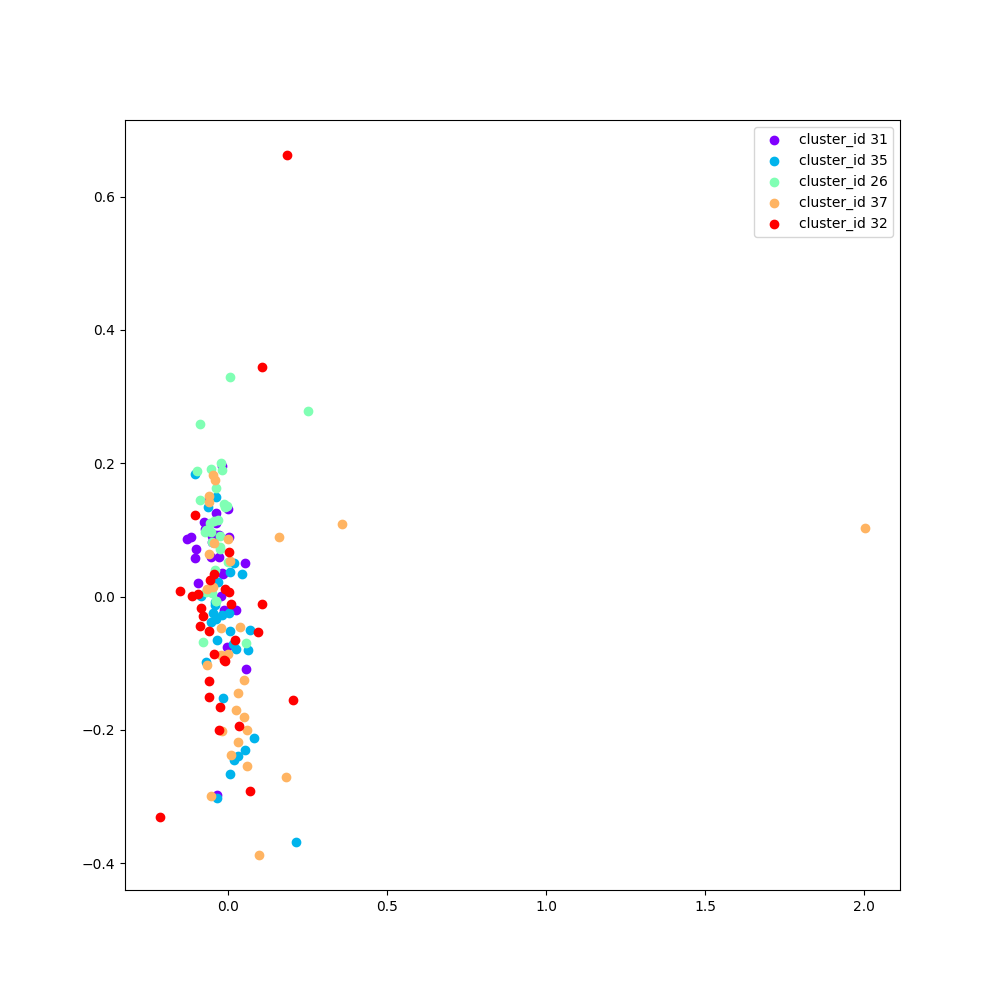 cluster_id 31
cluster_id 35
cluster_id 26
cluster_id 37
cluster_id 32
0.6
0.4
0.2
0.0
−0.2
−0.4
0.0 0.5 1.0 1.5 2.0